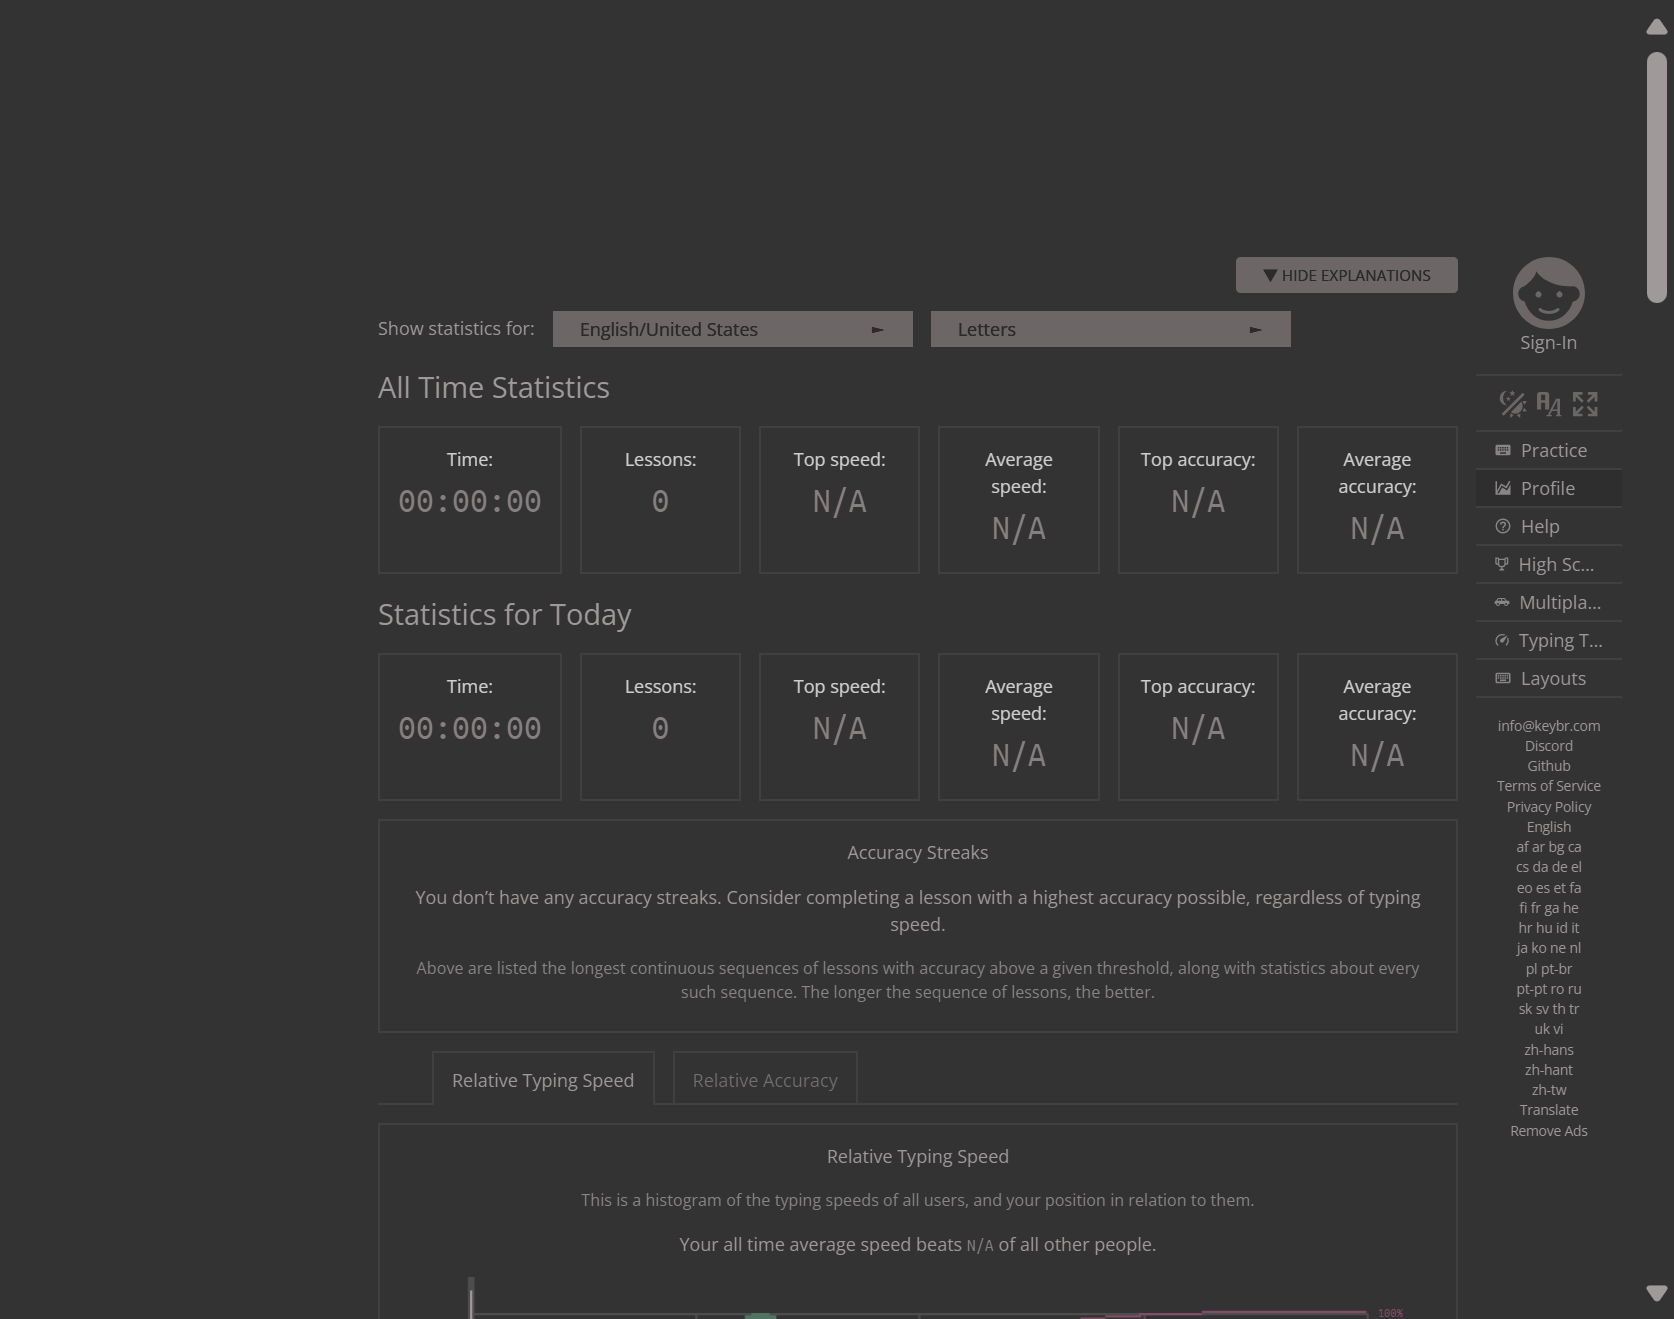 ▼ HIDE EXPLANATIONS
Show statistics for:
English/United States
Letters
All Time Statistics
Time:
00:00:00
Lessons:
0
Top speed:
N/A
Average
speed:
N/A
Top accuracy:
N/A
Average
accuracy:
N/A
Statistics for Today
Time:
00:00:00
Lessons:
0
Top speed:
N/A
Average
speed:
N/A
Top accuracy:
N/A
Average
accuracy:
N/A
Accuracy Streaks
You don’t have any accuracy streaks. Consider completing a lesson with a highest accuracy possible, regardless of typing
speed.
Above are listed the longest continuous sequences of lessons with accuracy above a given threshold, along with statistics about every
such sequence. The longer the sequence of lessons, the better.
Relative Typing Speed
Relative Accuracy
Relative Typing Speed
This is a histogram of the typing speeds of all users, and your position in relation to them.
Your all time average speed beats N/A of all other people.
100%
Sign-In
Practice
Profile
Help
High Sc...
Multipla...
Typing T...
Layouts
info@keybr.com
Discord
Github
Terms of Service
Privacy Policy
English
af ar bg ca
cs da de el
eo es et fa
fi fr ga he
hr hu id it
ja ko ne nl
pl pt-br
pt-pt ro ru
sk sv th tr
uk vi
zh-hans
zh-hant
zh-tw
Translate
Remove Ads